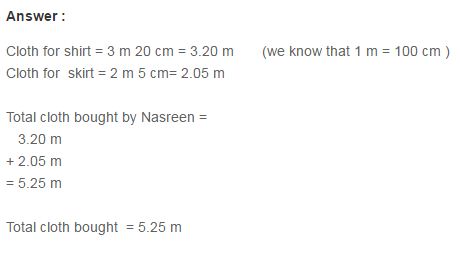 Answer :
Cloth for shirt = 3 m 20 cm = 3.20 m (we know that 1 m = 100 cm )
Cloth for skirt = 2 m 5 cm= 2.05 m
Total cloth bought by Nasreen =
3.20 m
+ 2.05 m
= 5.25 m
Total cloth bought = 5.25 m